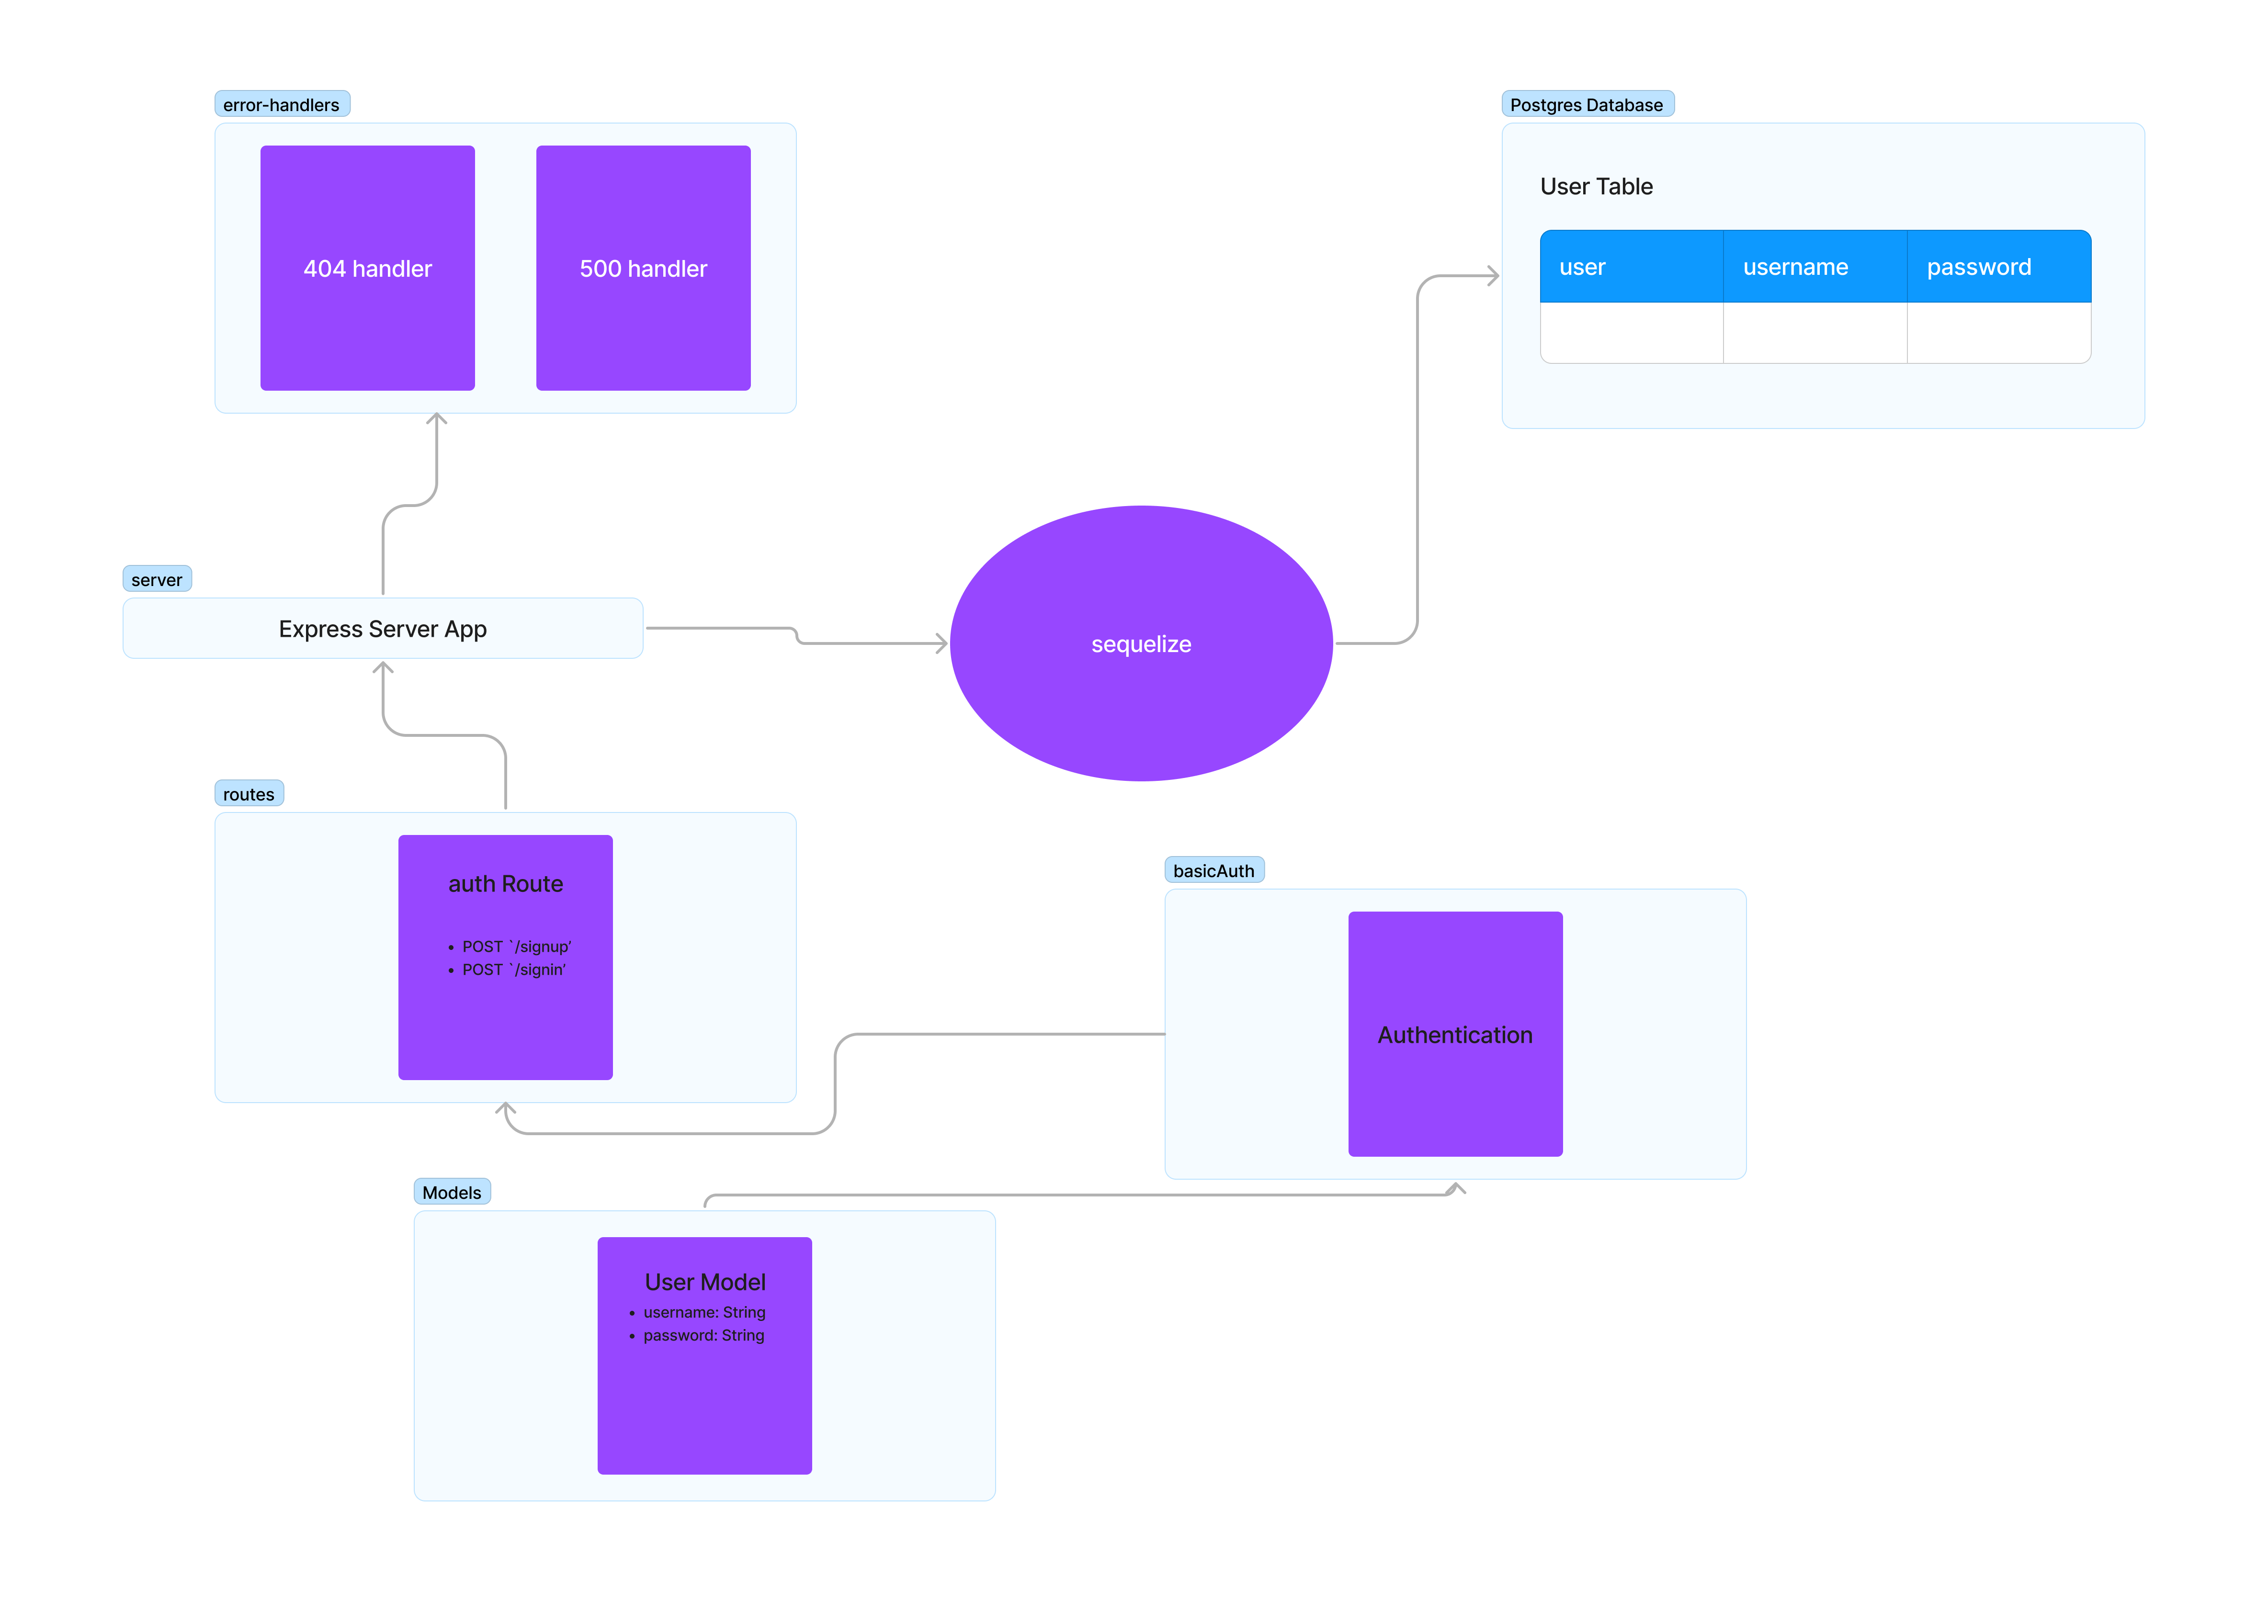 error-handlers
404 handler
500 handler
Postgres Database
User Table
user
username
password
server
Express Server App
sequelize
routes
auth Route
• POST `/signup’
• POST `/signin’
basicAuth
Authentication
Models
User Model
• username: String
• password: String